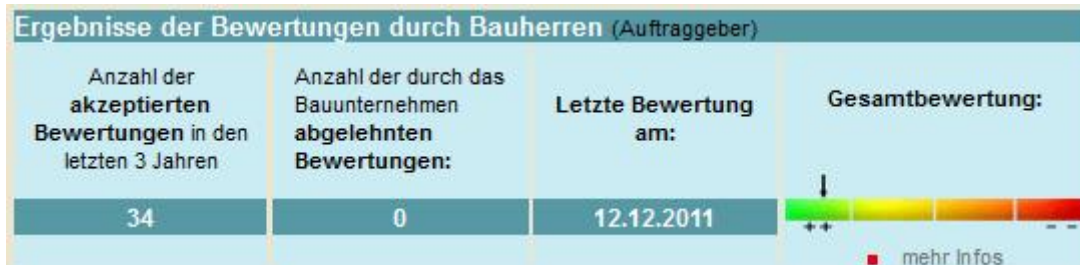 Ergebnisse der Bewertungen durch Bauherren (Auftraggeber)
Anzahl der
akzeptierten
Bewertungen in den
letzten 3 Jahren
Anzahl der durch das
Bauunternehmen
abgelehnten
Bewertungen:
Letzte Bewertung
am:
Gesamtbewertung:
34
0
12.12.2011
++
- -
mehr Infos